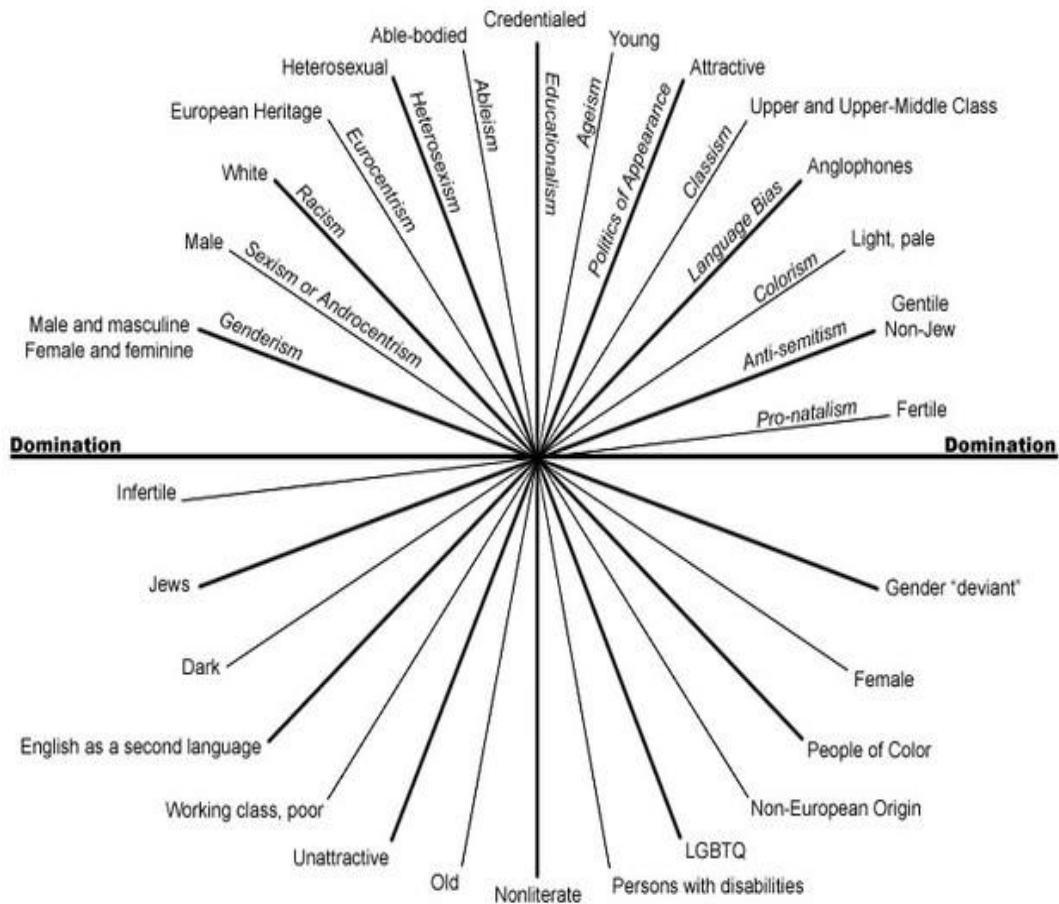 Credentialed
Able-bodied
Young
Heterosexual
Attractive
European Heritage
Upper and Upper-Middle Class
White
Anglophones
Male
Light, pale
Male and masculine
Female and feminine
Gentile
Non-Jew
Fertile
Genderism
Sexism or Androcentrism
Racism
Eurocentrism
Heterosexism
Ableism
Educationalism
Ageism
Politics of Appearance
Classism
Language Bias
Colorism
Anti-semitism
Pro-natalism
Domination
Domination
Infertile
Jews
Gender “deviant”
Dark
Female
English as a second language
People of Color
Working class, poor
Non-European Origin
Unattractive
LGBTQ
Old
Nonliterate
Persons with disabilities